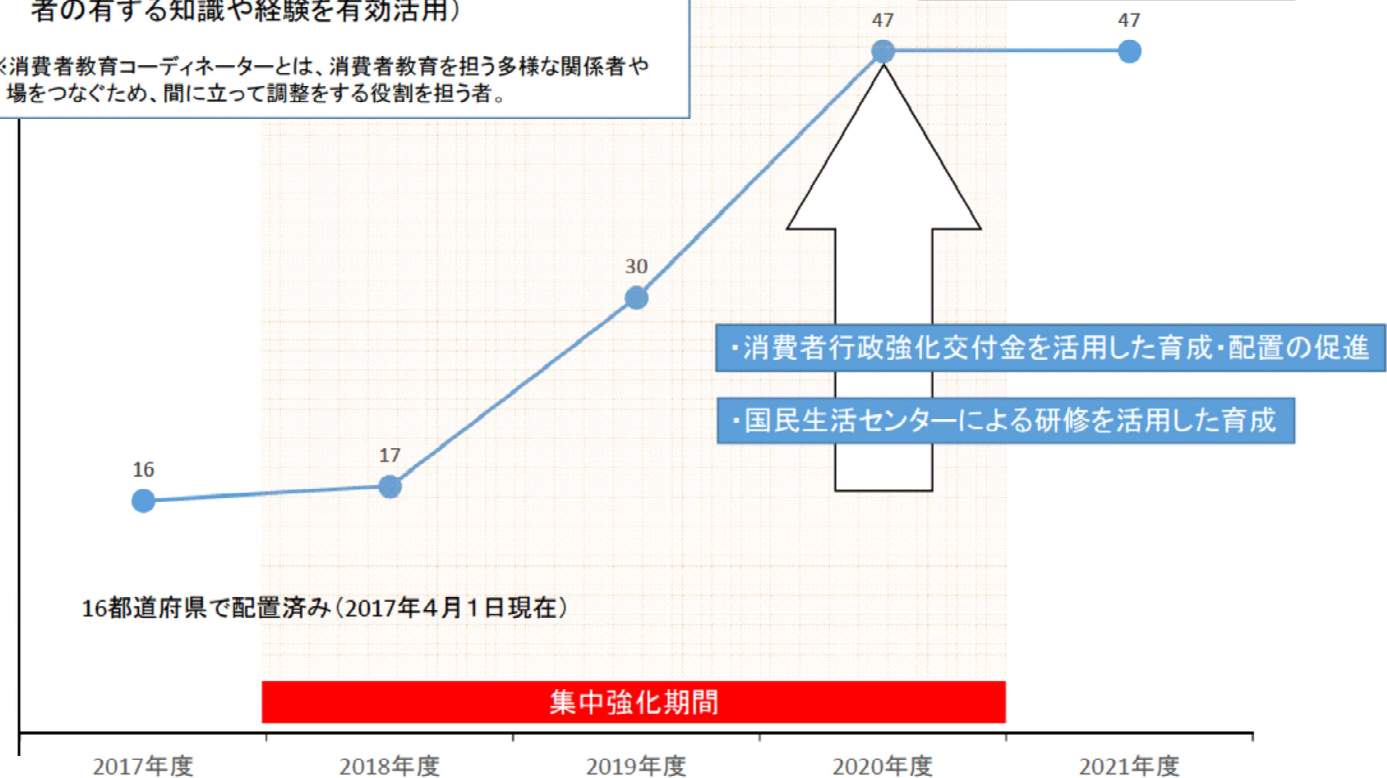 者の有する知識や経験を有効活用）
※消費者教育コーディネーターとは、消費者教育を担う多様な関係者や
場をつなぐため、間に立って調整をする役割を担う者。
47
47
30
・消費者行政強化交付金を活用した育成・配置の促進
・国民生活センターによる研修を活用した育成
17
16
16都道府県で配置済み（2017年４月１日現在）
集中強化期間
2017年度
2018年度
2019年度
2020年度
2021年度